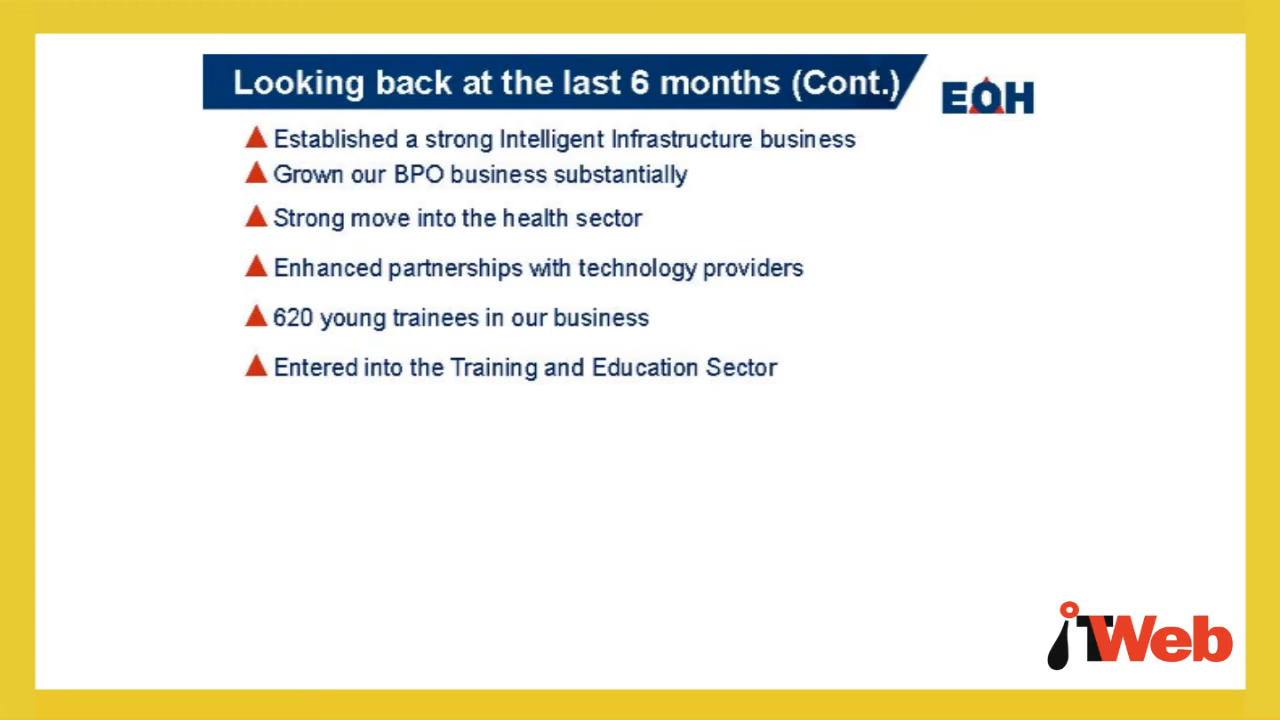 Looking back at the last 6 months (Cont.)
EOH
Established a strong Intelligent Infrastructure business
Grown our BPO business substantially
Strong move into the health sector
Enhanced partnerships with technology providers
620 young trainees in our business
Entered into the Training and Education Sector
iTWeb